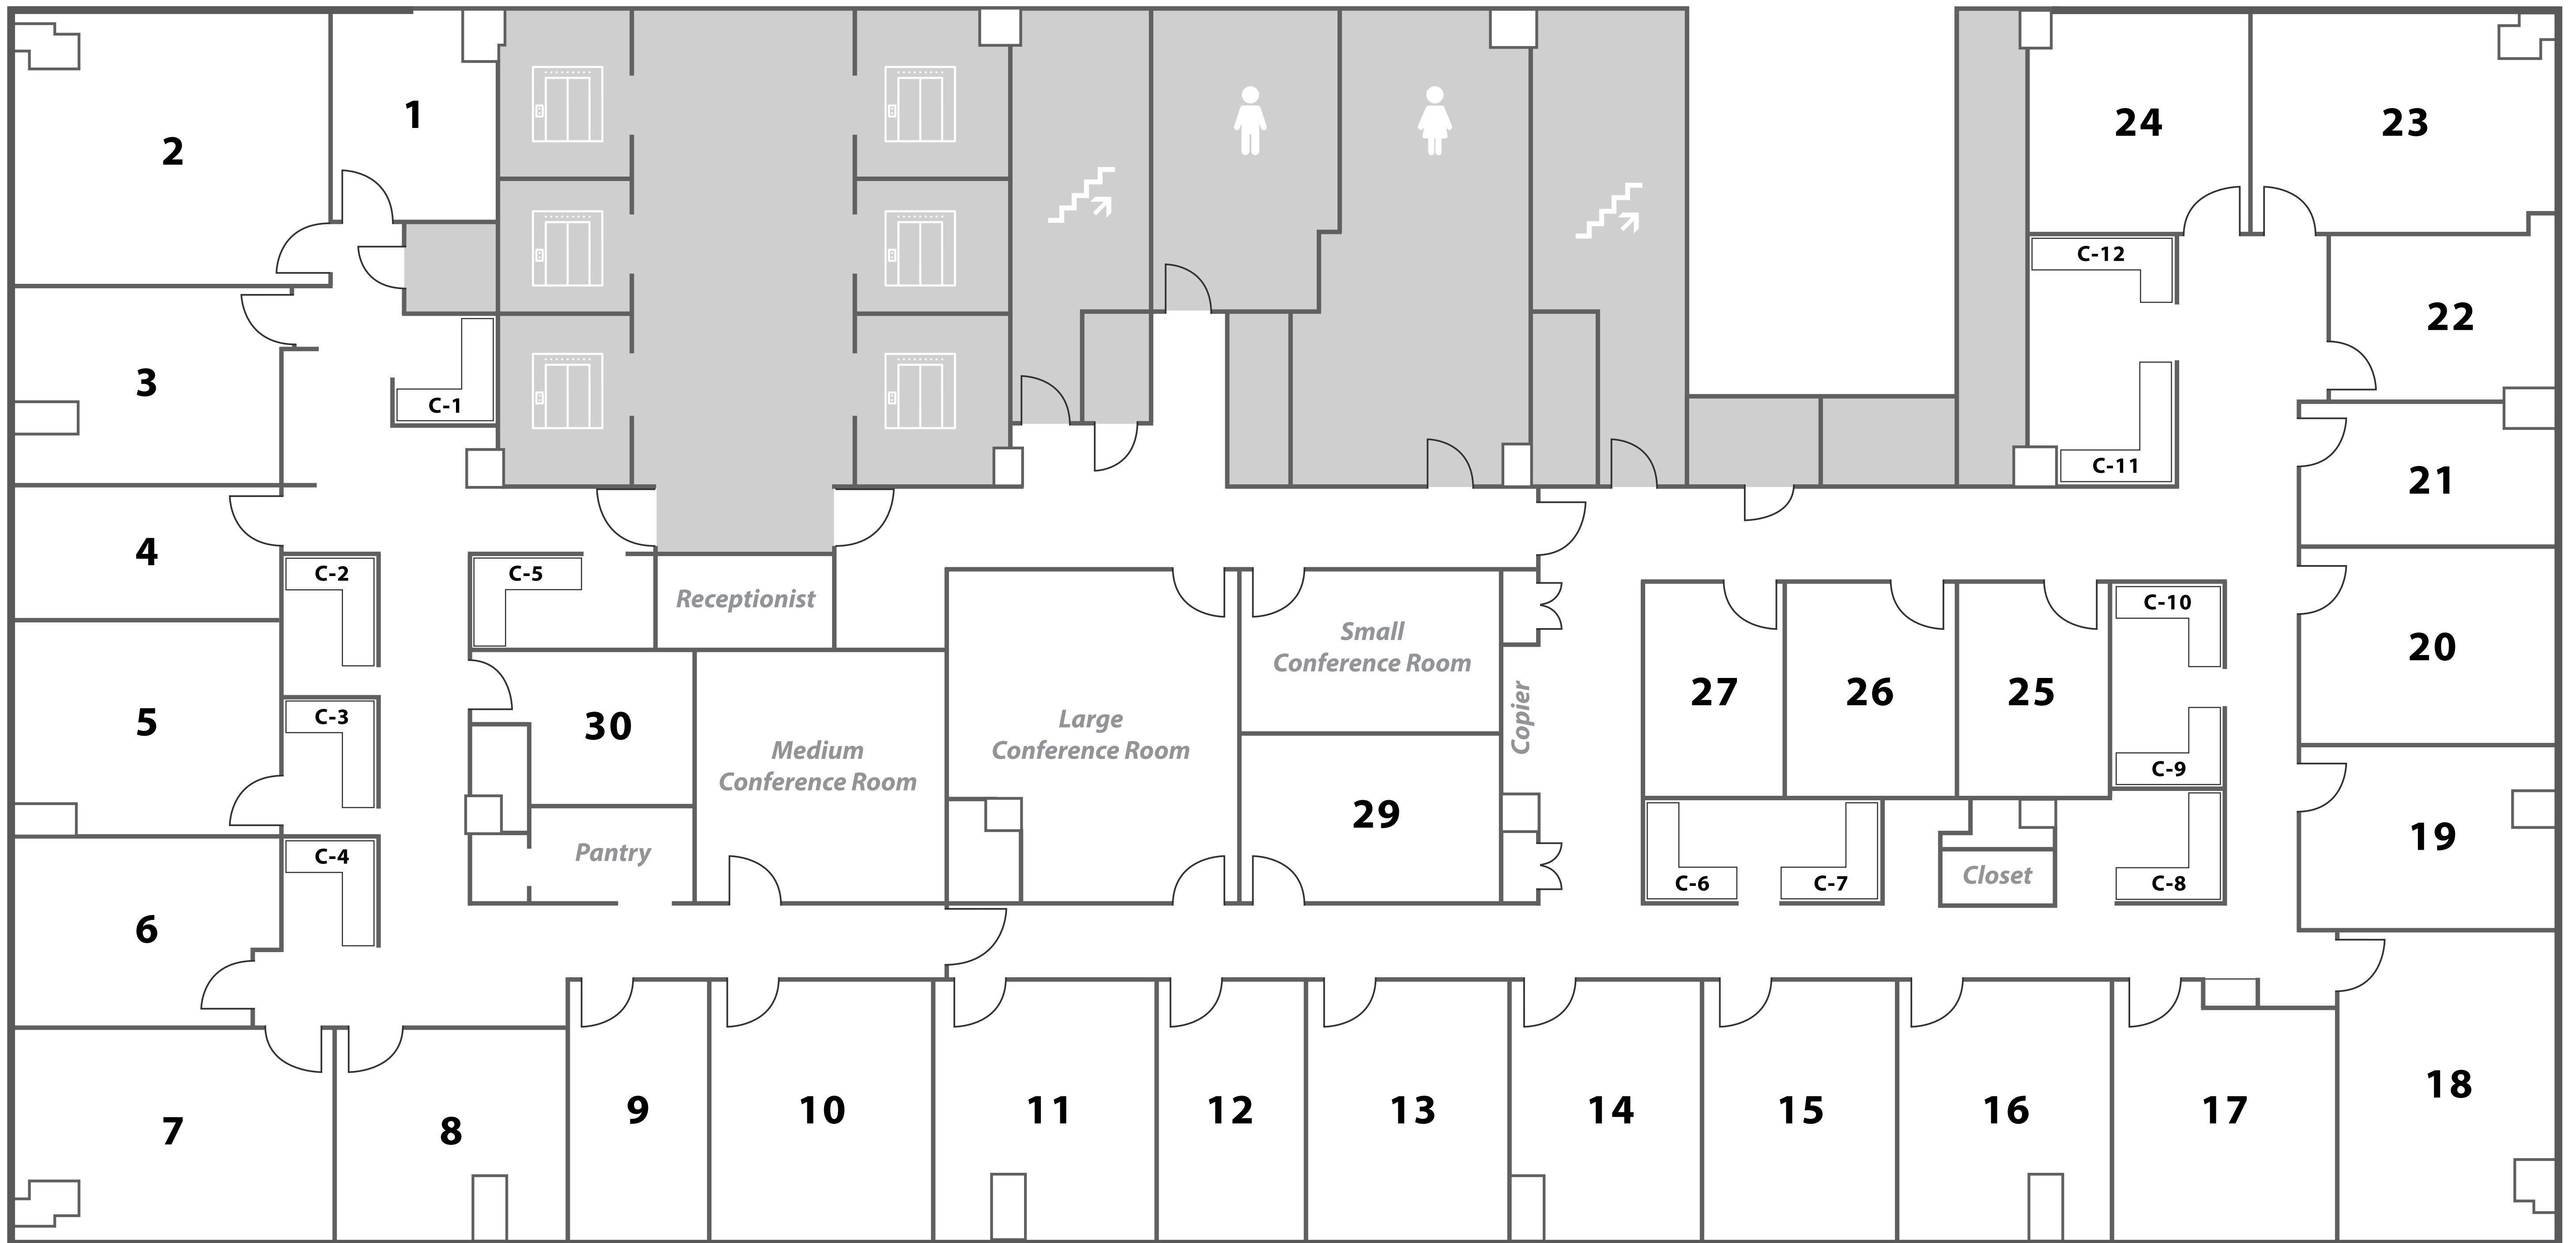 1
24
23
2
C-12
22
3
C-1
C-11
21
4
C-2
C-5
Receptionist
C-10
Small
Conference Room
20
5
C-3
30
Large
Conference Room
Copier
27
26
25
Medium
Conference Room
C-9
29
19
C-4
Pantry
C-6
C-7
Closet
C-8
6
7
8
9
10
11
12
13
14
15
16
17
18